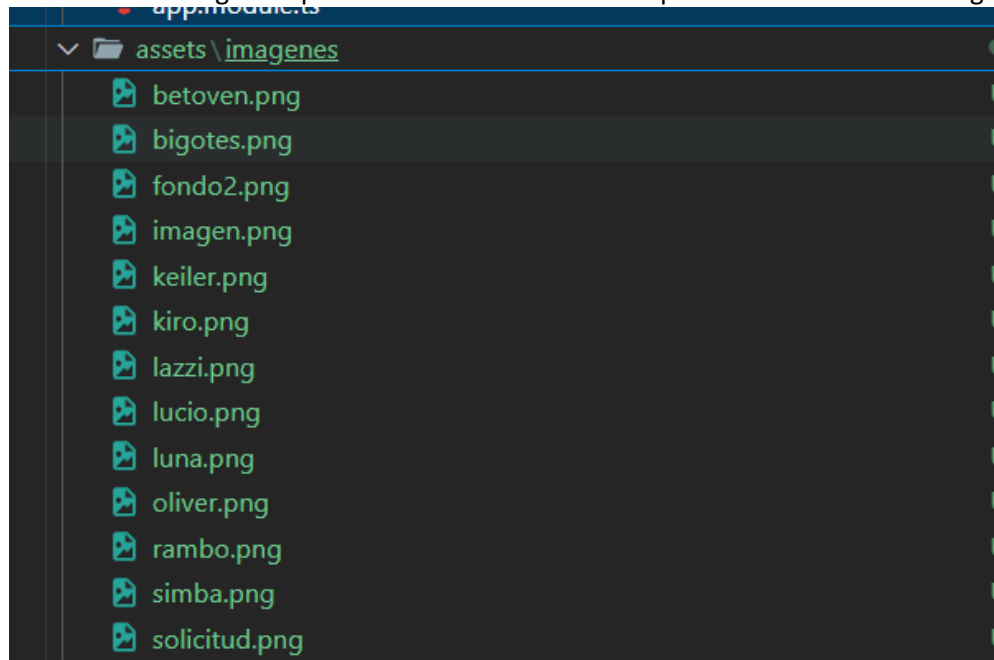 app.module.ts
assets\imagenes
betoven.png
bigotes.png
fondo2.png
imagen.png
keiler.png
kiro.png
lazzi.png
lucio.png
luna.png
oliver.png
rambo.png
simba.png
solicitud.png